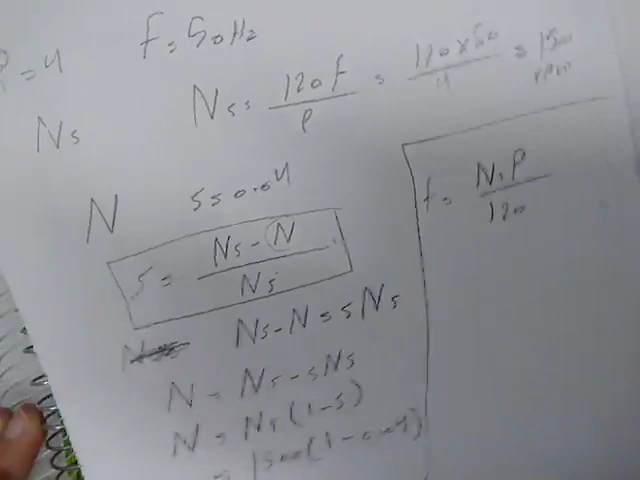 P = 4
f = 50Hz
Ns = 120f / P = 120 x 50 / 4 = 1500 rpm
Ns
N
s = 0.04
s = Ns - N / Ns
Ns - N = sNs
N = Ns - sNs
N = Ns (1 - s)
= 1500 (1 - 0.04)
f = Ns P / 120